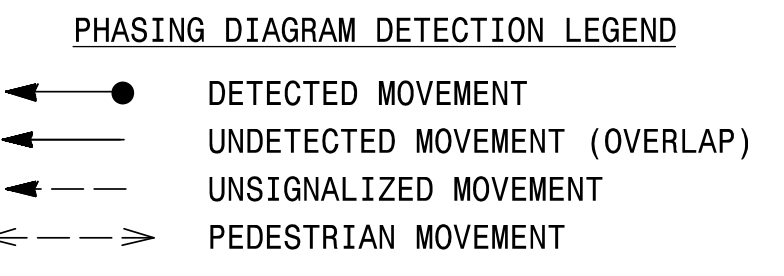 PHASING DIAGRAM DETECTION LEGEND
DETECTED MOVEMENT
UNDETECTED MOVEMENT (OVERLAP)
UNSIGNALIZED MOVEMENT
PEDESTRIAN MOVEMENT